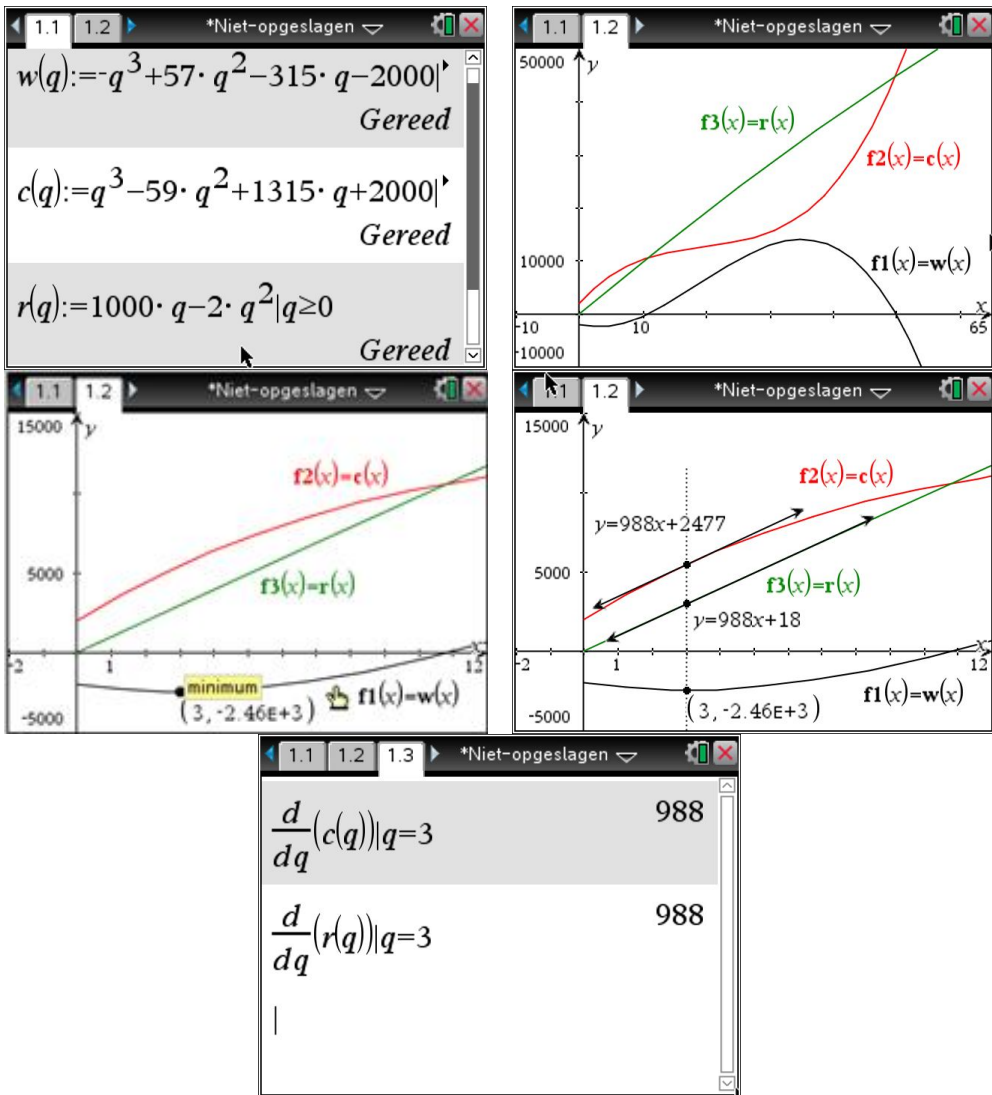 1.1 1.2 *Niet-opgeslagen
w(q):=-q^3+57·q^2-315·q-2000|
Gereed
c(q):=q^3-59·q^2+1315·q+2000|
Gereed
r(q):=1000·q-2·q^2|q≥0
Gereed
1.1 1.2 *Niet-opgeslagen
50000 y
f3(x)=r(x)
f2(x)=c(x)
10000
f1(x)=w(x)
x
-10 10 65
-10000
1.1 1.2 *Niet-opgeslagen
15000 y
f2(x)=c(x)
5000
f3(x)=r(x)
x
-2 1 12
minimum
f1(x)=w(x)
(3,-2.46E+3)
-5000
1.1 1.2 *Niet-opgeslagen
15000 y
f2(x)=c(x)
y=988x+2477
5000
f3(x)=r(x)
y=988x+18
x
-2 1 12
f1(x)=w(x)
(3,-2.46E+3)
-5000
1.1 1.2 1.3 *Niet-opgeslagen
d/dq(c(q))|q=3 988
d/dq(r(q))|q=3 988